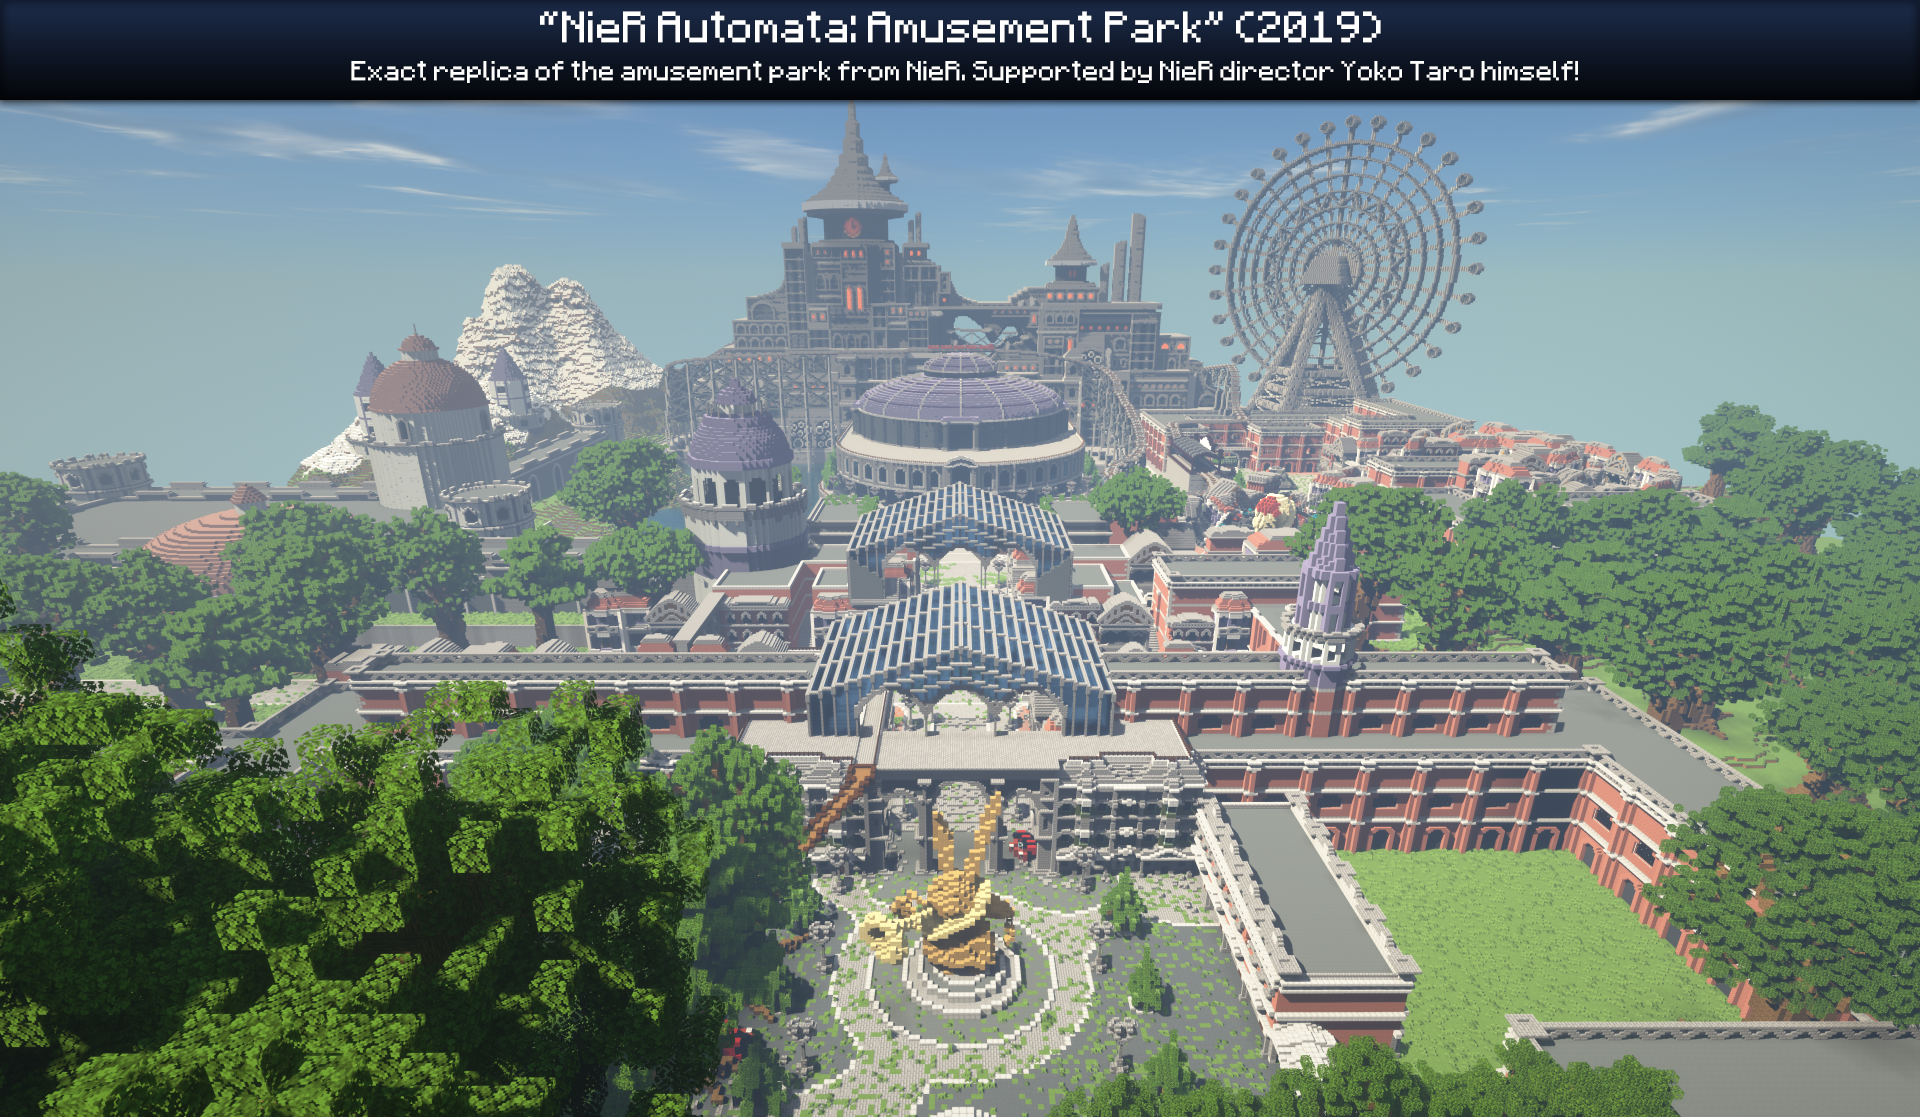 "NieR Automata: Amusement Park" (2019)
Exact replica of the amusement park from NieR. Supported by NieR director Yoko Taro himself!